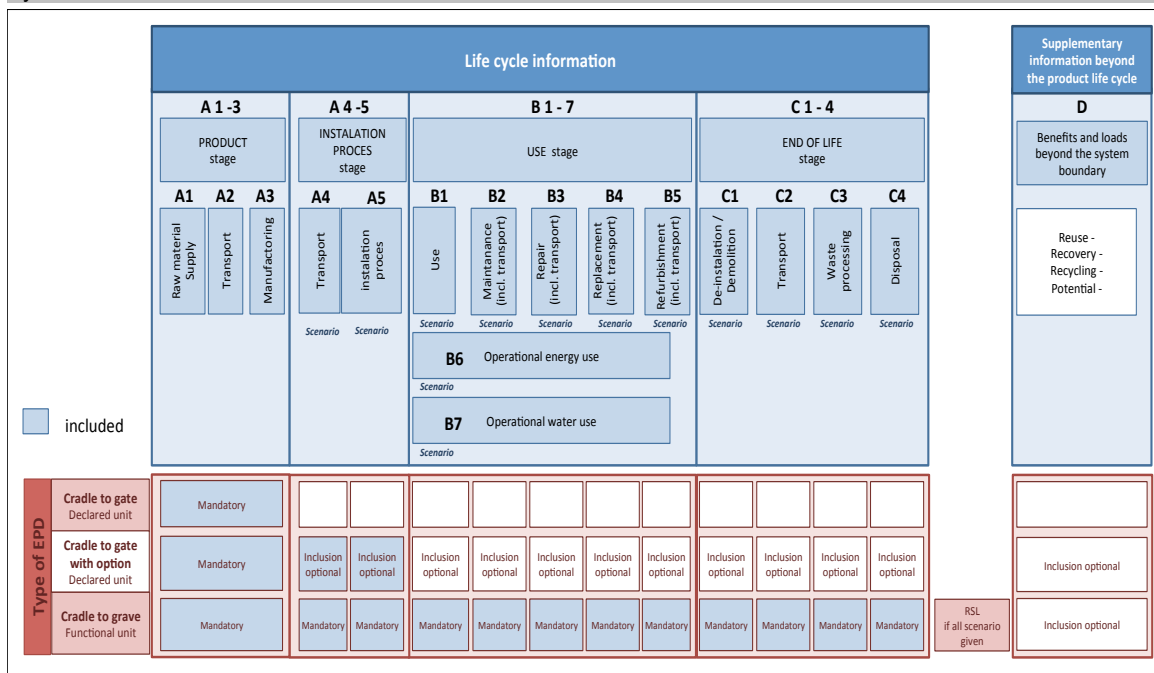 Life cycle information
Supplementary
information beyond
the product life cycle
A 1 -3
A 4 -5
B 1 - 7
C 1 - 4
D
PRODUCT
stage
INSTALATION
PROCES
stage
USE stage
END OF LIFE
stage
Benefits and loads
beyond the system
boundary
A1
A2
A3
A4
A5
B1
B2
B3
B4
B5
C1
C2
C3
C4
Raw material
Supply
Transport
Manufactoring
Transport
instalation
proces
Use
Maintanance
(incl. transport)
Repair
(incl. transport)
Replacement
(incl. transport)
Refurbishment
(incl. transport)
De-instalation /
Demolition
Transport
Waste
processing
Disposal
Reuse -
Recovery -
Recycling -
Potential -
Scenario
Scenario
Scenario
Scenario
Scenario
Scenario
Scenario
Scenario
Scenario
Scenario
Scenario
B6 Operational energy use
Scenario
B7 Operational water use
Scenario
included
Type of EPD
Cradle to gate
Declared unit
Mandatory
Cradle to gate
with option
Declared unit
Mandatory
Inclusion
optional
Inclusion
optional
Inclusion
optional
Inclusion
optional
Inclusion
optional
Inclusion
optional
Inclusion
optional
Inclusion
optional
Inclusion
optional
Inclusion
optional
Inclusion
optional
Inclusion optional
Cradle to grave
Functional unit
Mandatory
Mandatory
Mandatory
Mandatory
Mandatory
Mandatory
Mandatory
Mandatory
Mandatory
Mandatory
Mandatory
Mandatory
RSL
if all scenario
given
Inclusion optional